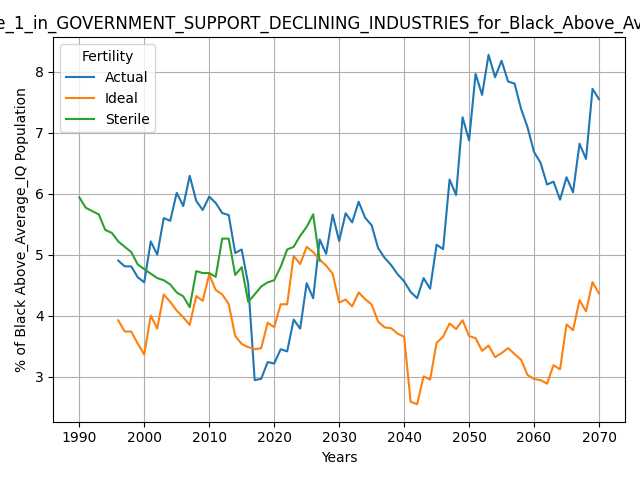 e_1_in_GOVERNMENT_SUPPORT_DECLINING_INDUSTRIES_for_Black_Above_Av
Fertility
Actual
Ideal
Sterile
% of Black Above_Average_IQ Population
8
7
6
5
4
3
1990
2000
2010
2020
2030
2040
2050
2060
2070
Years